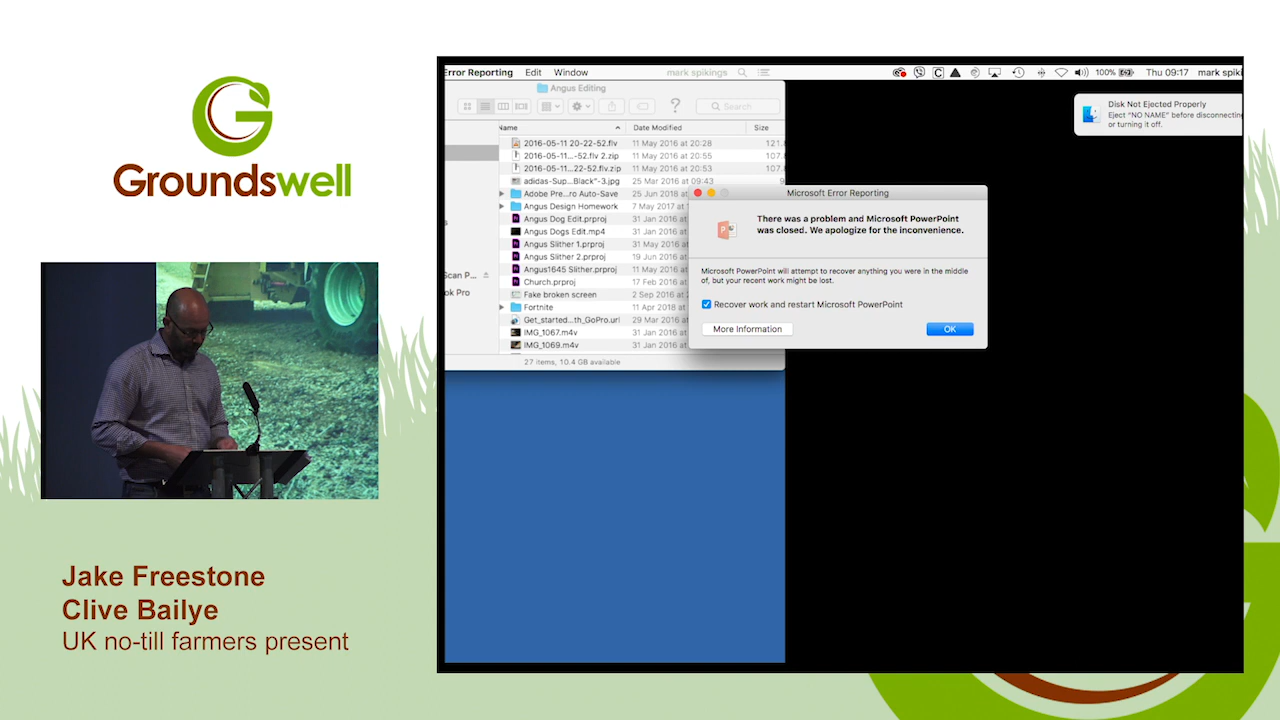 Groundswell
Jake Freestone
Clive Bailye
UK no-till farmers present
Error Reporting Edit Window mark spikings 100% Thu 09:17 mark spiki
Angus Editing
Search
Name Date Modified Size
2016-05-11 20-22-52.flv 11 May 2016 at 20:28 121.
2016-05-11...-52.flv 2.zip 11 May 2016 at 20:55 107.
2016-05-11...22-52.flv.zip 11 May 2016 at 20:53 107.
adidas-Sup...Black"-3.jpg 25 Mar 2016 at 09:43 9
Adobe Pre...ro Auto-Save 25 Jun 2018 at
Angus Design Homework 7 May 2017 at
Angus Dog Edit.prproj 31 Jan 2016 at
Angus Dogs Edit.mp4 31 Jan 2016 at
Angus Slither 1.prproj 31 May 2016 at
Angus Slither 2.prproj 19 Jun 2016 at
Angus1645 Slither.prproj 11 May 2016 at
Church.prproj 17 Feb 2016 at
Fake broken screen 2 Sep 2016 at
Fortnite 11 Apr 2018 at
Get_started...th_GoPro.url 29 Mar 2016 at
IMG_1067.m4v 31 Jan 2016 at
IMG_1069.m4v 31 Jan 2016 at
Scan P...
ok Pro
27 items, 10.4 GB available
Disk Not Ejected Properly
Eject "NO NAME" before disconnecting
or turning it off.
Microsoft Error Reporting
There was a problem and Microsoft PowerPoint
was closed. We apologize for the inconvenience.
Microsoft PowerPoint will attempt to recover anything you were in the middle
of, but your recent work might be lost.
Recover work and restart Microsoft PowerPoint
More Information OK